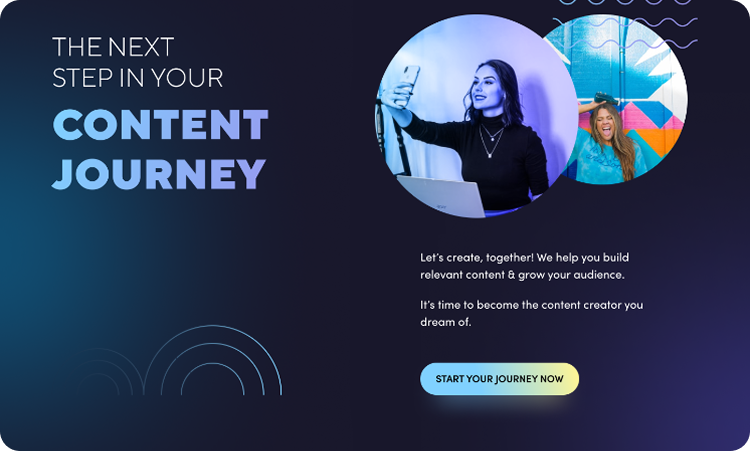 THE NEXT
STEP IN YOUR
CONTENT
JOURNEY
Let's create, together! We help you build
relevant content & grow your audience.
It's time to become the content creator you
dream of.
START YOUR JOURNEY NOW